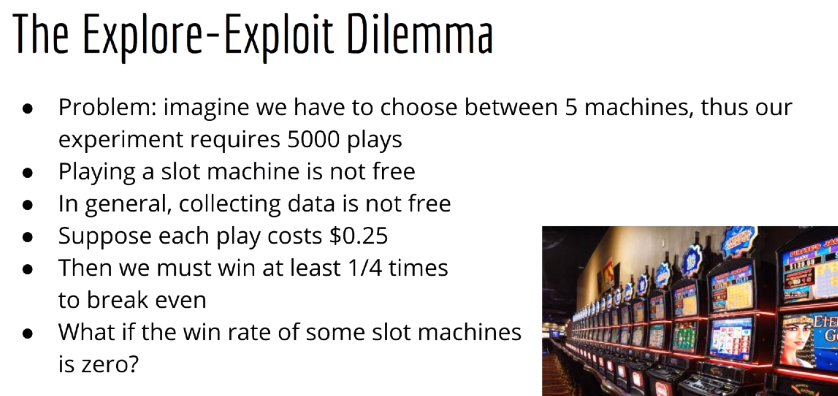 The Explore-Exploit Dilemma
● Problem: imagine we have to choose between 5 machines, thus our
experiment requires 5000 plays
● Playing a slot machine is not free
● In general, collecting data is not free
● Suppose each play costs $0.25
● Then we must win at least 1/4 times
to break even
● What if the win rate of some slot machines
is zero?